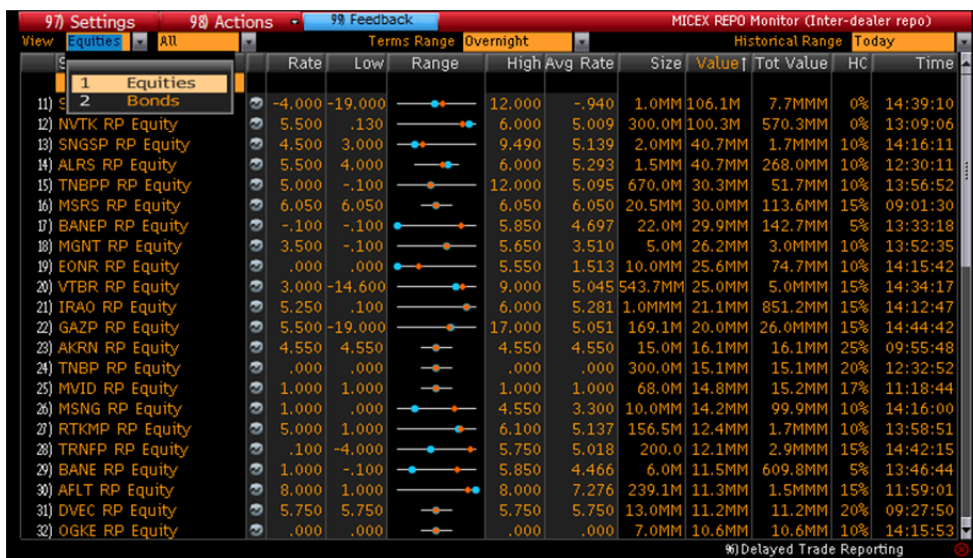 97) Settings 98) Actions 99) Feedback MICEX REPO Monitor (Inter-dealer repo)
View Equities All Terms Range Overnight Historical Range Today
S Rate Low Range High Avg Rate Size Value↑ Tot Value HC Time
1 Equities
2 Bonds
11) S -4.000 -19.000 12.000 -.940 1.0MM 106.1M 7.7MMM 0% 14:39:10
12) NVTK RP Equity 5.500 .130 6.000 5.009 300.0M 100.3M 570.3MM 0% 13:09:06
13) SNGSP RP Equity 4.500 3.000 9.490 5.139 2.0MM 40.7MM 1.7MMM 10% 14:16:11
14) ALRS RP Equity 5.500 4.000 6.000 5.293 1.5MM 40.7MM 268.0MM 10% 12:30:11
15) TNBPP RP Equity 5.000 -.100 12.000 5.095 670.0M 30.3MM 51.7MM 10% 13:56:52
16) MSRS RP Equity 6.050 6.050 6.050 6.050 20.5MM 30.0MM 113.6MM 15% 09:01:30
17) BANEP RP Equity -.100 -.100 5.850 4.697 22.0M 29.9MM 142.7MM 5% 13:33:18
18) MGNT RP Equity 3.500 -.100 5.650 3.510 5.0M 26.2MM 3.0MMM 10% 13:52:35
19) EONR RP Equity .000 .000 5.550 1.513 10.0MM 25.6MM 74.7MM 10% 14:15:42
20) VTBR RP Equity 3.000 -14.600 9.000 5.045 543.7MM 25.0MM 5.0MMM 15% 14:34:17
21) IRAO RP Equity 5.250 .100 6.000 5.281 1.0MMM 21.1MM 851.2MM 15% 14:12:47
22) GAZP RP Equity 5.500 -19.000 17.000 5.051 169.1M 20.0MM 26.0MMM 15% 14:44:42
23) AKRN RP Equity 4.550 4.550 4.550 4.550 15.0M 16.1MM 16.1MM 25% 09:55:48
24) TNBP RP Equity .000 .000 .000 .000 300.0M 15.1MM 15.1MM 20% 12:32:52
25) MVID RP Equity 1.000 1.000 1.000 1.000 68.0M 14.8MM 15.2MM 17% 11:18:44
26) MSNG RP Equity 1.000 .000 4.550 3.300 10.0MM 14.2MM 99.9MM 10% 14:16:00
27) RTKMP RP Equity 5.000 1.000 6.100 5.137 156.5M 12.4MM 1.7MMM 10% 13:58:51
28) TRNFP RP Equity .100 -4.000 5.750 5.018 200.0 12.1MM 2.9MMM 15% 14:42:15
29) BANE RP Equity 1.000 -.100 5.850 4.466 6.0M 11.5MM 609.8MM 5% 13:46:44
30) AFLT RP Equity 8.000 1.000 8.000 7.276 239.1M 11.3MM 1.5MMM 15% 11:59:01
31) DVEC RP Equity 5.750 5.750 5.750 5.750 13.0MM 11.2MM 11.2MM 20% 09:27:50
32) OGKE RP Equity .000 .000 .000 .000 7.0MM 10.6MM 10.6MM 10% 14:15:53
96) Delayed Trade Reporting